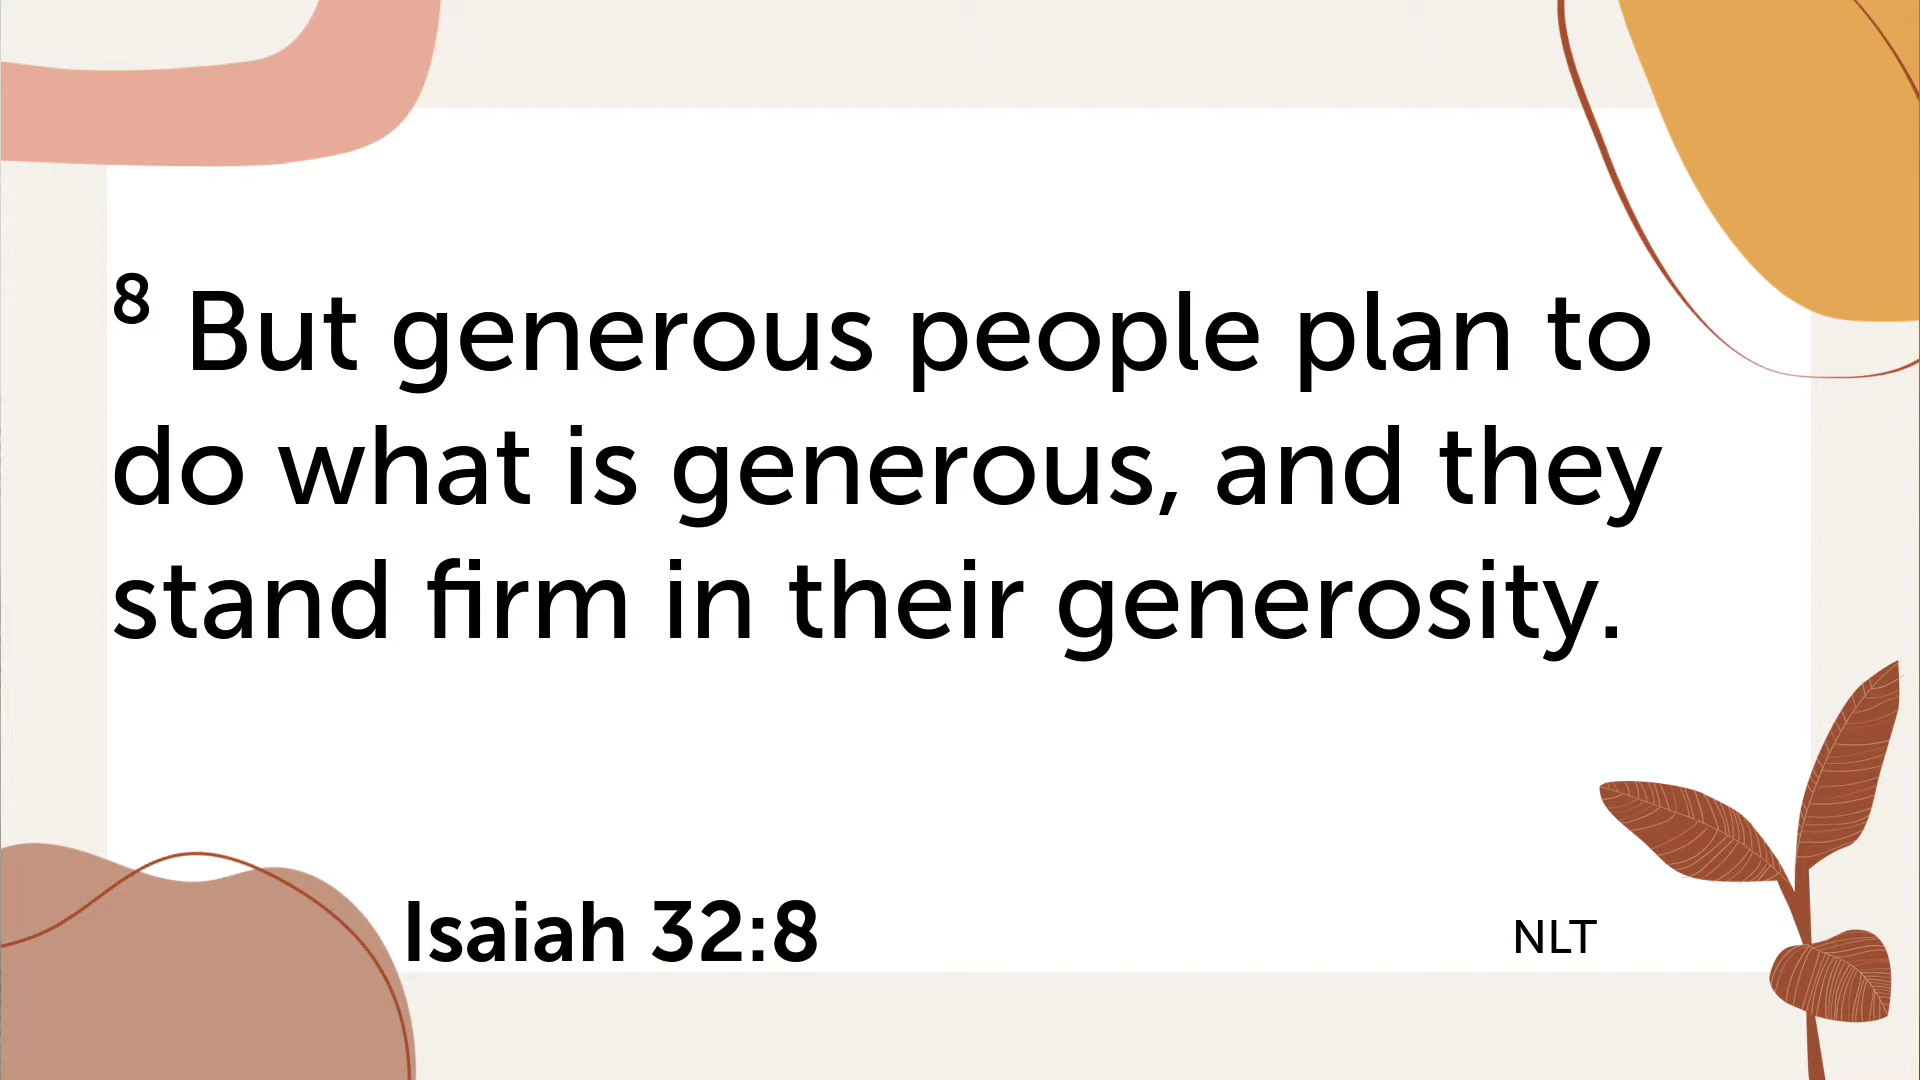 8 But generous people plan to
do what is generous, and they
stand firm in their generosity.
Isaiah 32:8
NLT